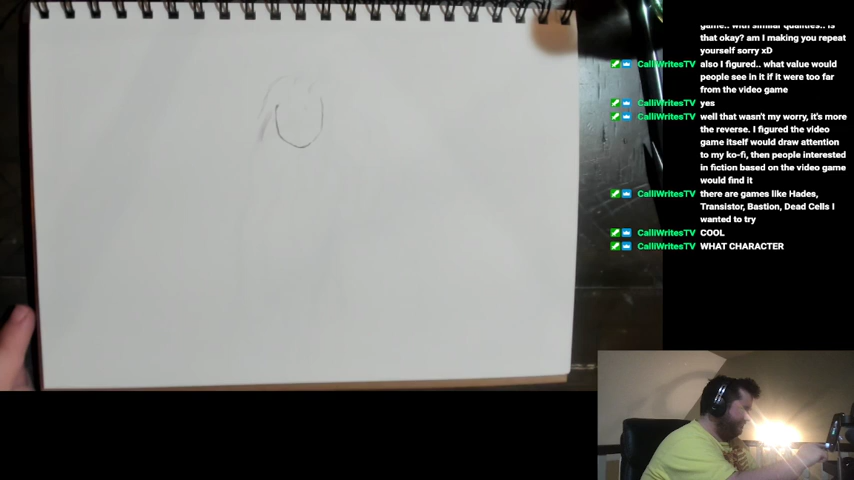 game.. with similar qualities.. is
that okay? am I making you repeat
yourself sorry xD
CalliWritesTV also I figured.. what value would
people see in it if it were too far
from the video game
CalliWritesTV yes
CalliWritesTV well that wasn't my worry, it's more
the reverse. I figured the video
game itself would draw attention
to my ko-fi, then people interested
in fiction based on the video game
would find it
CalliWritesTV there are games like Hades,
Transistor, Bastion, Dead Cells I
wanted to try
CalliWritesTV COOL
CalliWritesTV WHAT CHARACTER